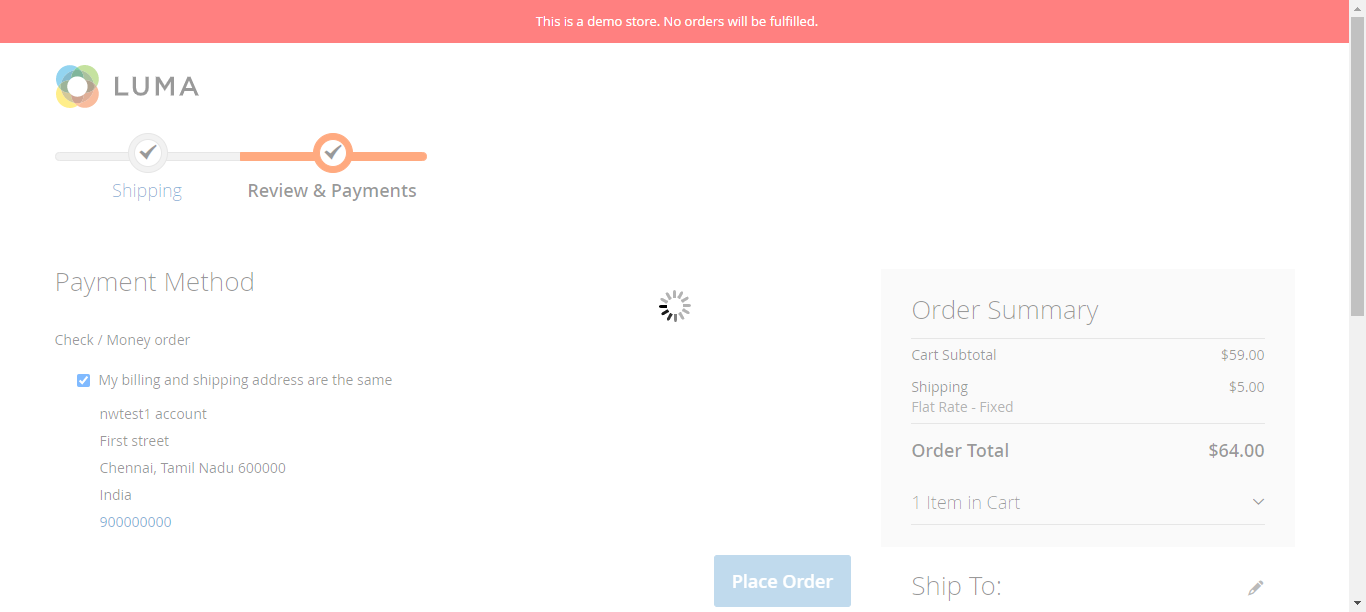 This is a demo store. No orders will be fulfilled.
LUMA
Shipping
Review & Payments
Payment Method
Check / Money order
My billing and shipping address are the same
nwtest1 account
First street
Chennai, Tamil Nadu 600000
India
900000000
Place Order
Order Summary
Cart Subtotal $59.00
Shipping $5.00
Flat Rate - Fixed
Order Total $64.00
1 Item in Cart
Ship To: